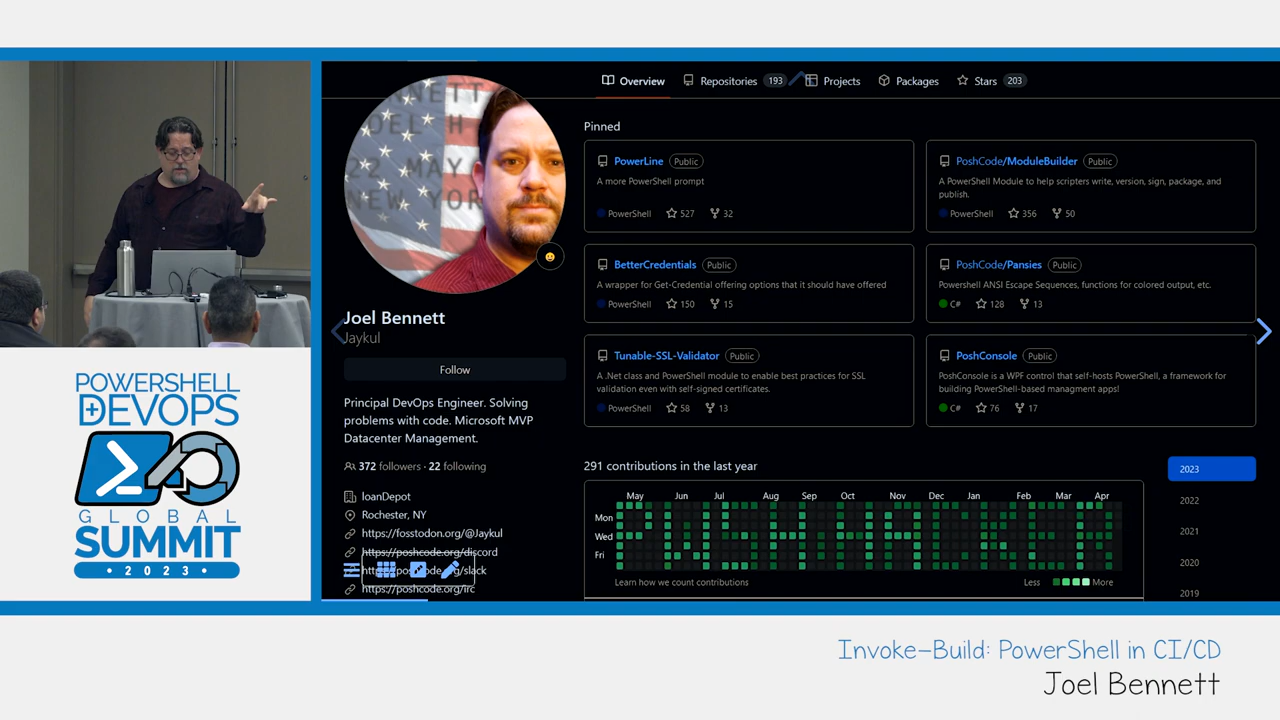 Overview
Repositories 193
Projects
Packages
Stars 203
NNETT
OEL H
22 MAY
NEW YOR
Joel Bennett
Jaykul
Follow
Principal DevOps Engineer. Solving
problems with code. Microsoft MVP
Datacenter Management.
372 followers · 22 following
loanDepot
Rochester, NY
https://fosstodon.org/@Jaykul
https://poshcode.org/discord
https://poshcode.org/irc
Pinned
PowerLine Public
A more PowerShell prompt
PowerShell 527 32
PoshCode/ModuleBuilder Public
A PowerShell Module to help scripters write, version, sign, package, and
publish.
PowerShell 356 50
BetterCredentials Public
A wrapper for Get-Credential offering options that it should have offered
PowerShell 150 15
PoshCode/Pansies Public
Powershell ANSI Escape Sequences, functions for colored output, etc.
C# 128 13
Tunable-SSL-Validator Public
A .Net class and PowerShell module to enable best practices for SSL
validation even with self-signed certificates.
PowerShell 58 13
PoshConsole Public
PoshConsole is a WPF control that self-hosts PowerShell, a framework for
building PowerShell-based managment apps!
C# 76 17
291 contributions in the last year
May Jun Jul Aug Sep Oct Nov Dec Jan Feb Mar Apr
Mon
Wed
Fri
PWSH HACKER
Learn how we count contributions
Less More
2023
2022
2021
2020
2019
POWERSHELL
+DEVOPS
GLOBAL
SUMMIT
• 2023 •
Invoke-Build: PowerShell in CI/CD
Joel Bennett